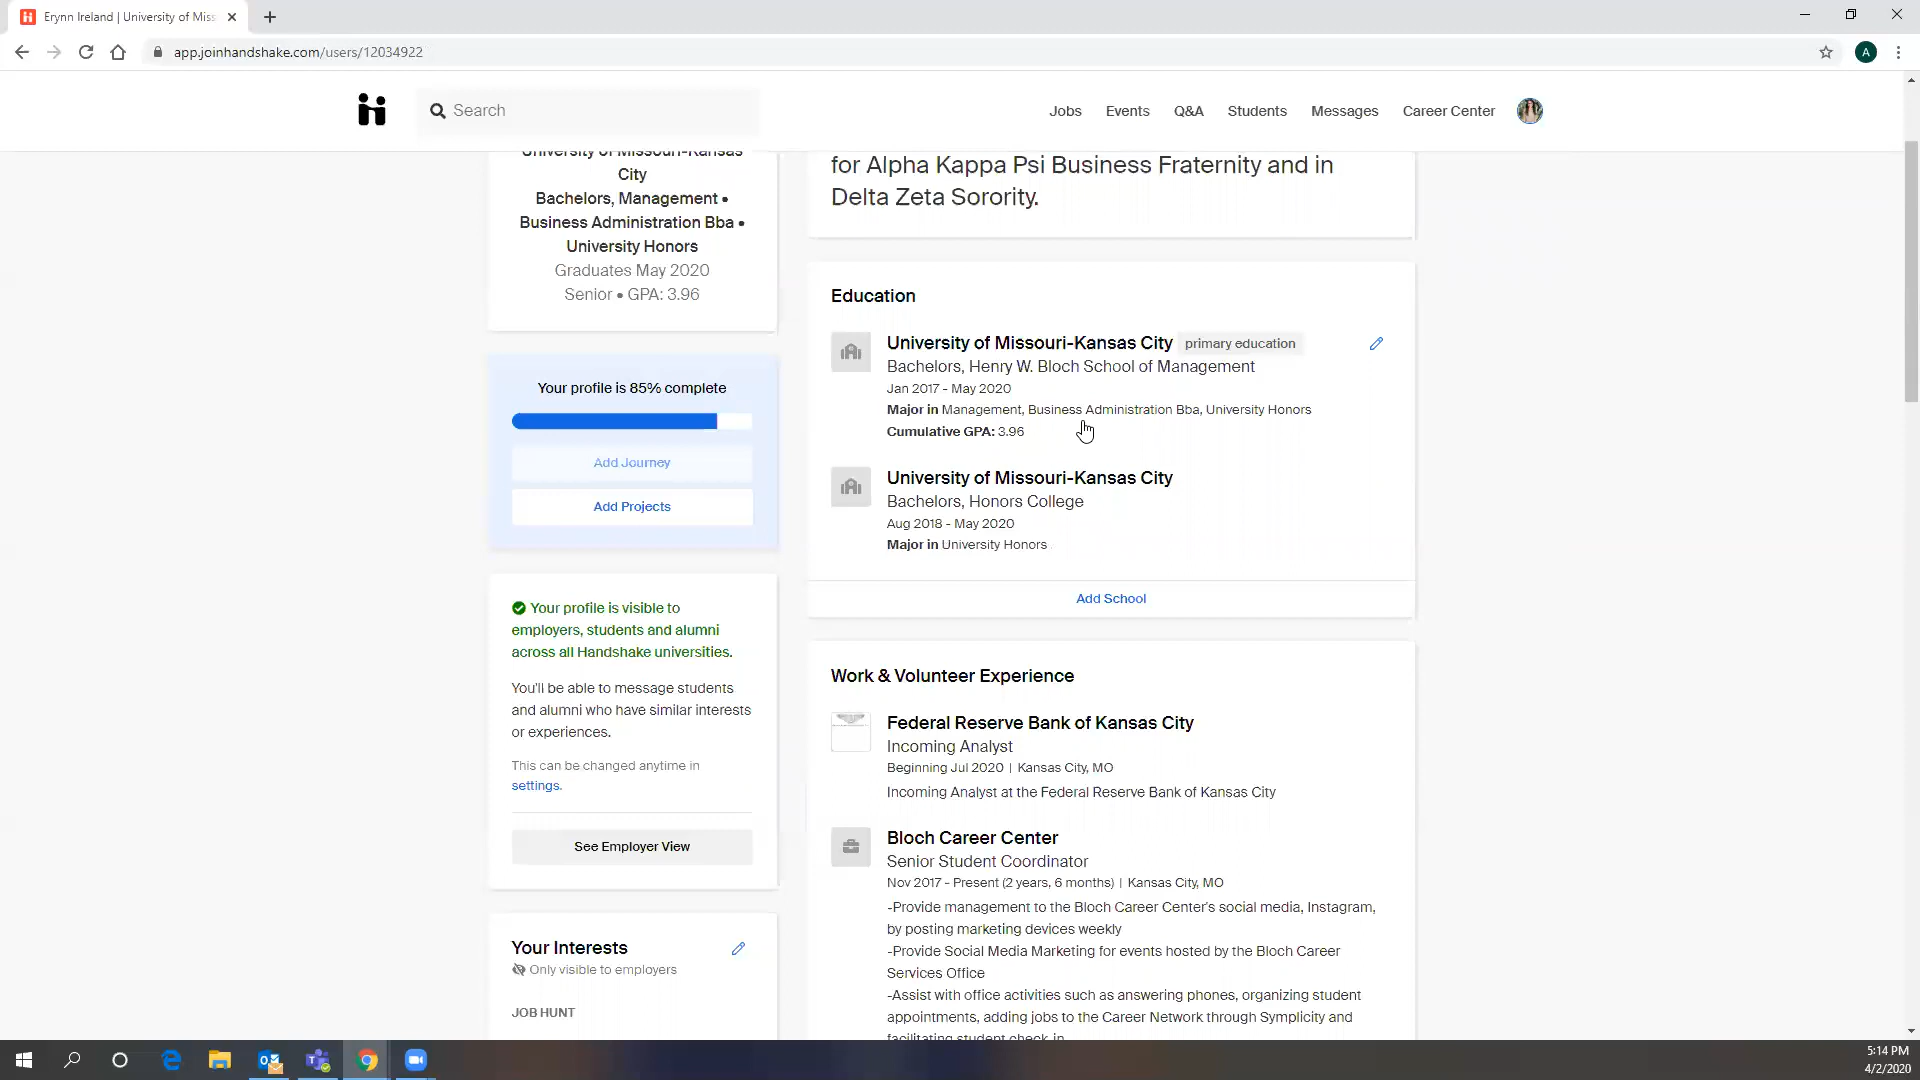 Erynn Ireland | University of Miss
app.joinhandshake.com/users/12034922
A
Search
Jobs
Events
Q&A
Students
Messages
Career Center
University of Missouri-Kansas
City
Bachelors, Management •
Business Administration Bba •
University Honors
Graduates May 2020
Senior • GPA: 3.96
Your profile is 85% complete
Add Journey
Add Projects
Your profile is visible to
employers, students and alumni
across all Handshake universities.
You'll be able to message students
and alumni who have similar interests
or experiences.
This can be changed anytime in
settings.
See Employer View
Your Interests
Only visible to employers
JOB HUNT
for Alpha Kappa Psi Business Fraternity and in
Delta Zeta Sorority.
Education
University of Missouri-Kansas City primary education
Bachelors, Henry W. Bloch School of Management
Jan 2017 - May 2020
Major in Management, Business Administration Bba, University Honors
Cumulative GPA: 3.96
University of Missouri-Kansas City
Bachelors, Honors College
Aug 2018 - May 2020
Major in University Honors
Add School
Work & Volunteer Experience
Federal Reserve Bank of Kansas City
Incoming Analyst
Beginning Jul 2020 | Kansas City, MO
Incoming Analyst at the Federal Reserve Bank of Kansas City
Bloch Career Center
Senior Student Coordinator
Nov 2017 - Present (2 years, 6 months) | Kansas City, MO
-Provide management to the Bloch Career Center's social media, Instagram,
by posting marketing devices weekly
-Provide Social Media Marketing for events hosted by the Bloch Career
Services Office
-Assist with office activities such as answering phones, organizing student
appointments, adding jobs to the Career Network through Symplicity and
facilitating student check-in
5:14 PM
4/2/2020